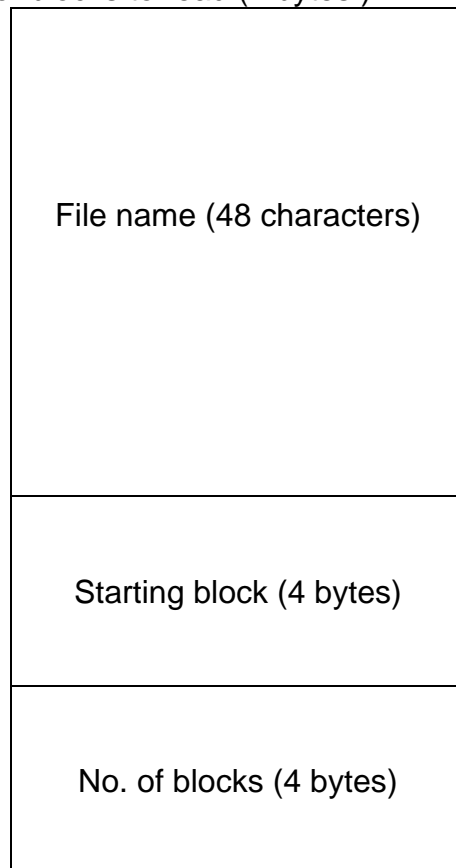 File name (48 characters)
Starting block (4 bytes)
No. of blocks (4 bytes)